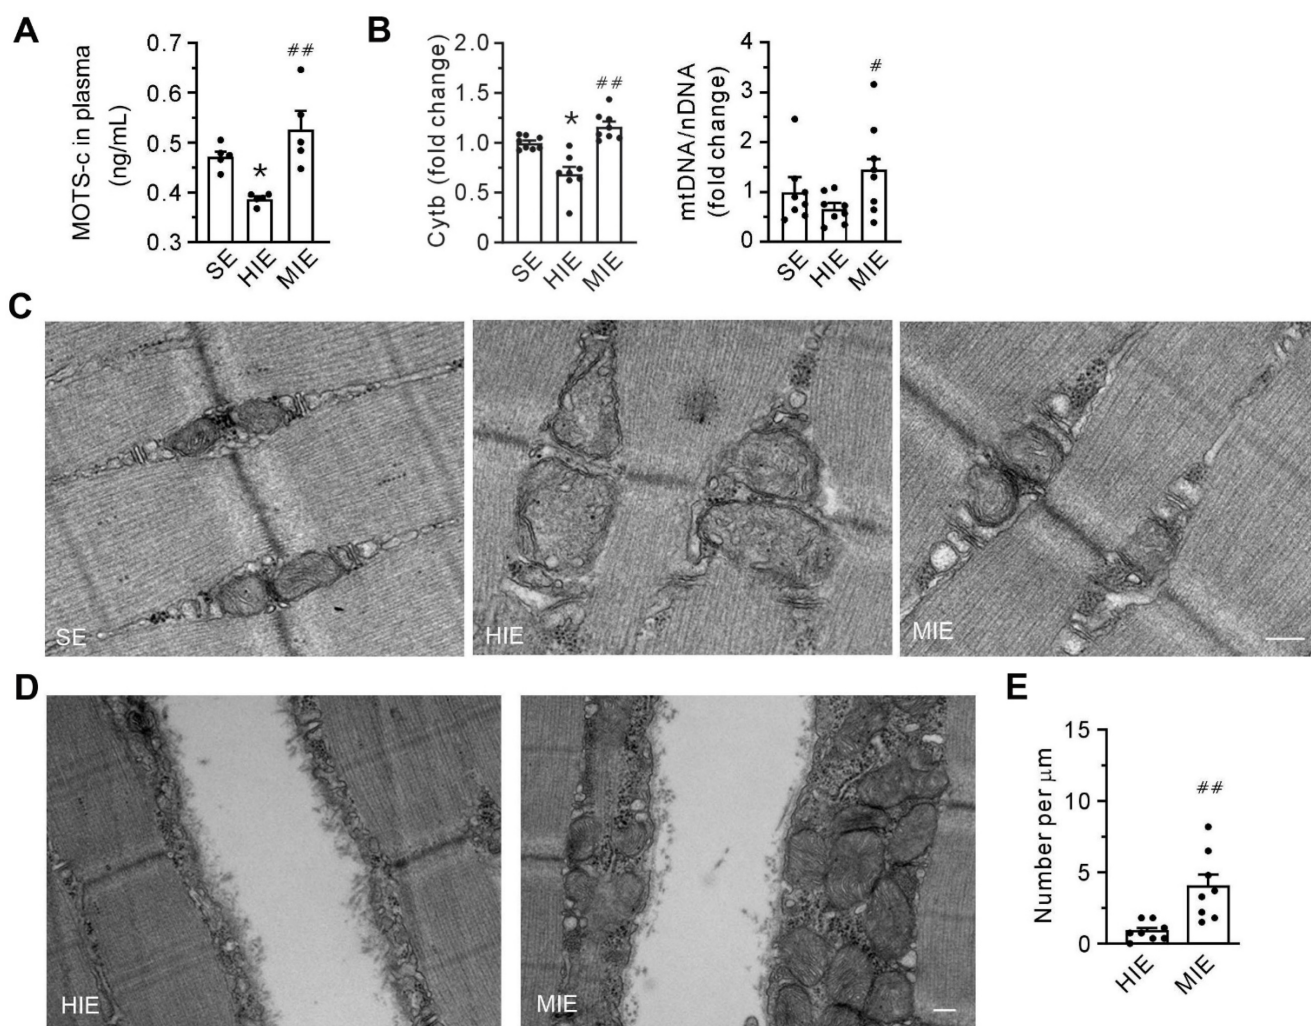 A
MOTS-c in plasma
(ng/mL)
0.7
0.6
0.5
0.4
0.3
*
##
SE
HIE
MIE
B
Cytb (fold change)
2.0
1.5
1.0
0.5
0
*
##
SE
HIE
MIE
mtDNA/nDNA
(fold change)
4
3
2
1
0
#
SE
HIE
MIE
C
SE
HIE
MIE
D
HIE
MIE
E
Number per μm
15
10
5
0
##
HIE
MIE